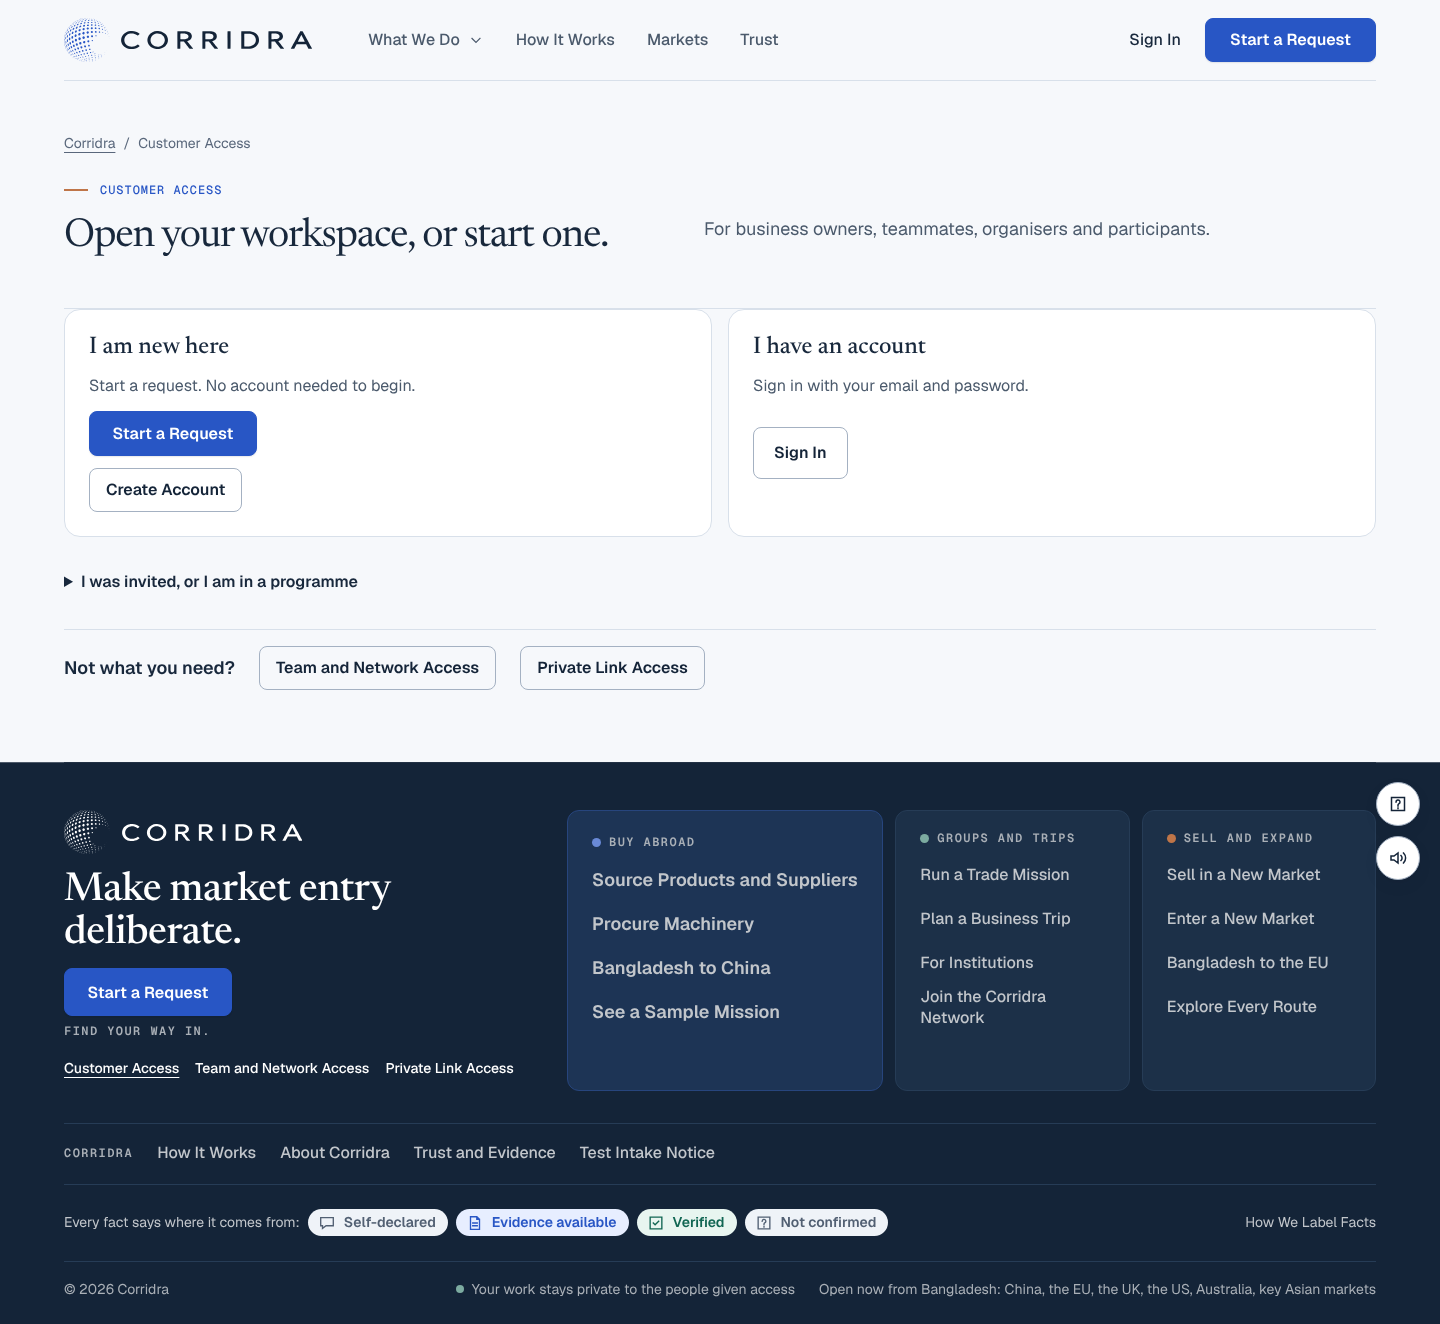 CORRIDRA
What We Do
How It Works
Markets
Trust
Sign In
Start a Request
Corridra / Customer Access
CUSTOMER ACCESS
Open your workspace, or start one.
For business owners, teammates, organisers and participants.
I am new here
Start a request. No account needed to begin.
Start a Request
Create Account
I have an account
Sign in with your email and password.
Sign In
I was invited, or I am in a programme
Not what you need?
Team and Network Access
Private Link Access
CORRIDRA
Make market entry
deliberate.
Start a Request
FIND YOUR WAY IN.
Customer Access
Team and Network Access
Private Link Access
BUY ABROAD
Source Products and Suppliers
Procure Machinery
Bangladesh to China
See a Sample Mission
GROUPS AND TRIPS
Run a Trade Mission
Plan a Business Trip
For Institutions
Join the Corridra
Network
SELL AND EXPAND
Sell in a New Market
Enter a New Market
Bangladesh to the EU
Explore Every Route
CORRIDRA
How It Works
About Corridra
Trust and Evidence
Test Intake Notice
Every fact says where it comes from:
Self-declared
Evidence available
Verified
Not confirmed
How We Label Facts
© 2026 Corridra
Your work stays private to the people given access
Open now from Bangladesh: China, the EU, the UK, the US, Australia, key Asian markets